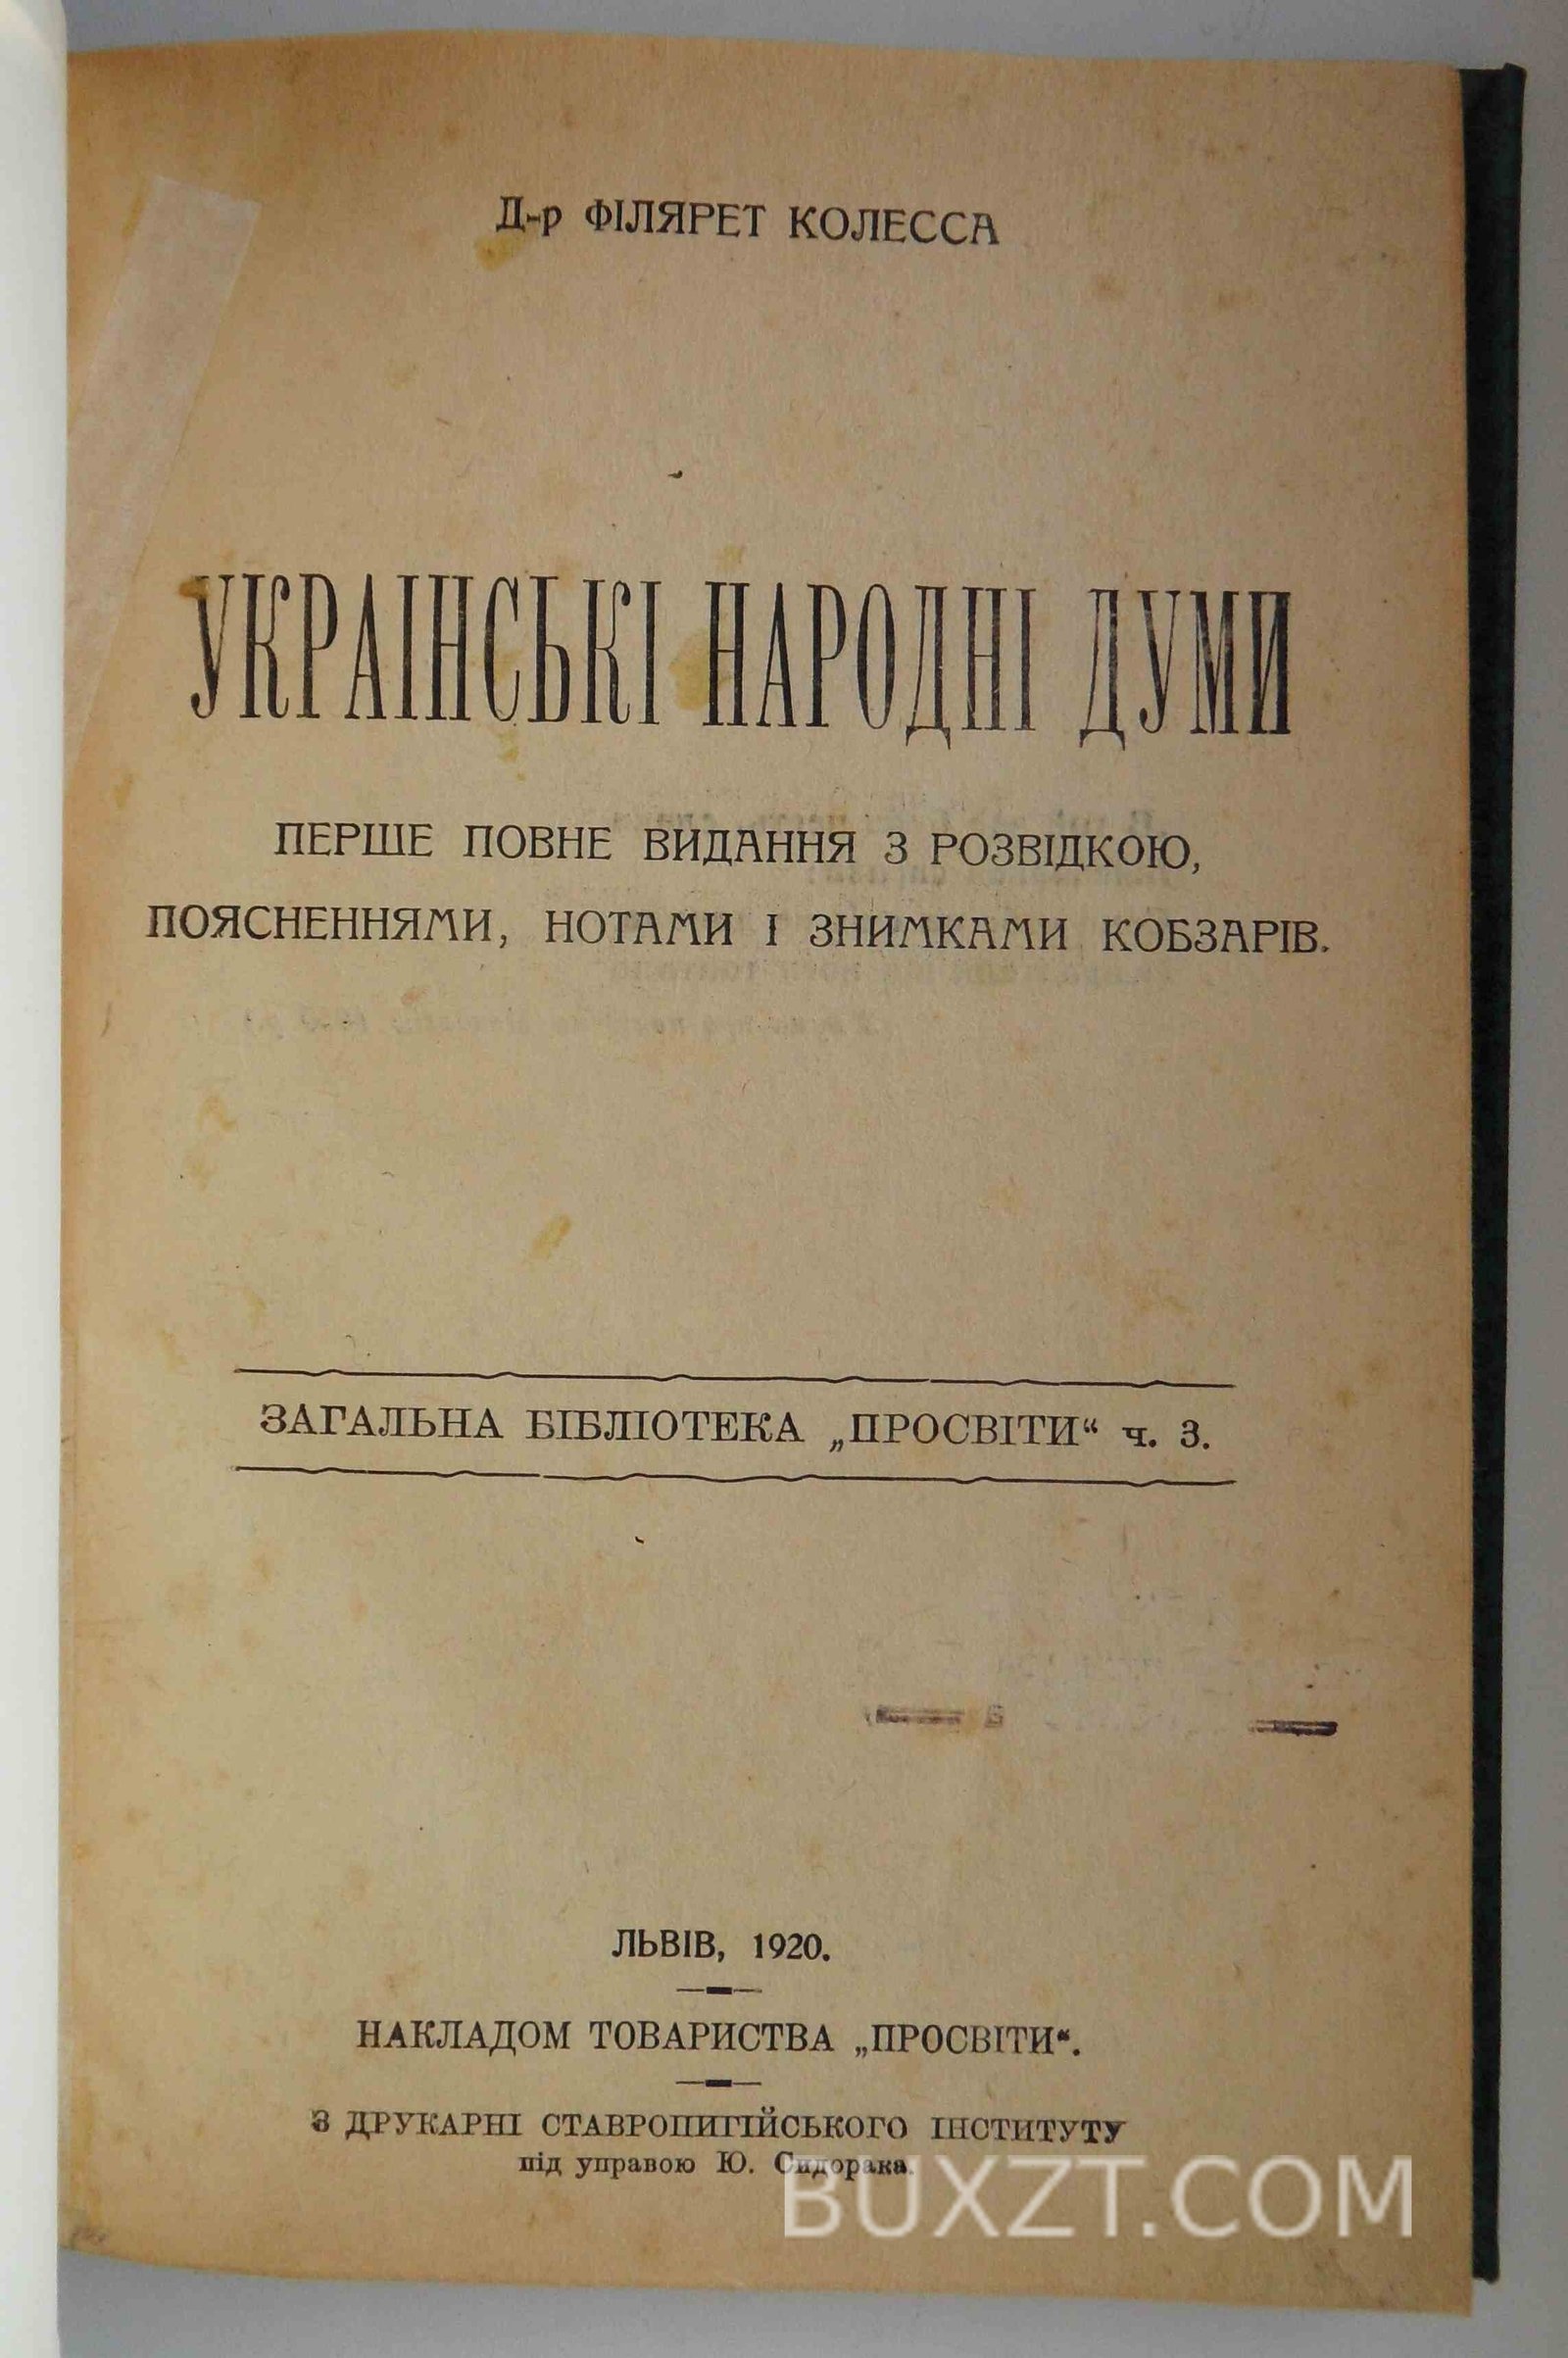 Д-р ФІЛЯРЕТ КОЛЕССА
УКРАІНСЬКІ НАРОДНІ ДУМИ
ПЕРШЕ ПОВНЕ ВИДАННЯ З РОЗВІДКОЮ,
ПОЯСНЕННЯМИ, НОТАМИ І ЗНИМКАМИ КОБЗАРІВ.
ЗАГАЛЬНА БІБЛІОТЕКА „ПРОСВІТИ“ ч. 3.
ЛЬВІВ, 1920.
НАКЛАДОМ ТОВАРИСТВА „ПРОСВІТИ“.
З ДРУКАРНІ СТАВРОПИГІЙСЬКОГО ІНСТИТУТУ
під управою Ю. Сидорака.
BUXZT.COM